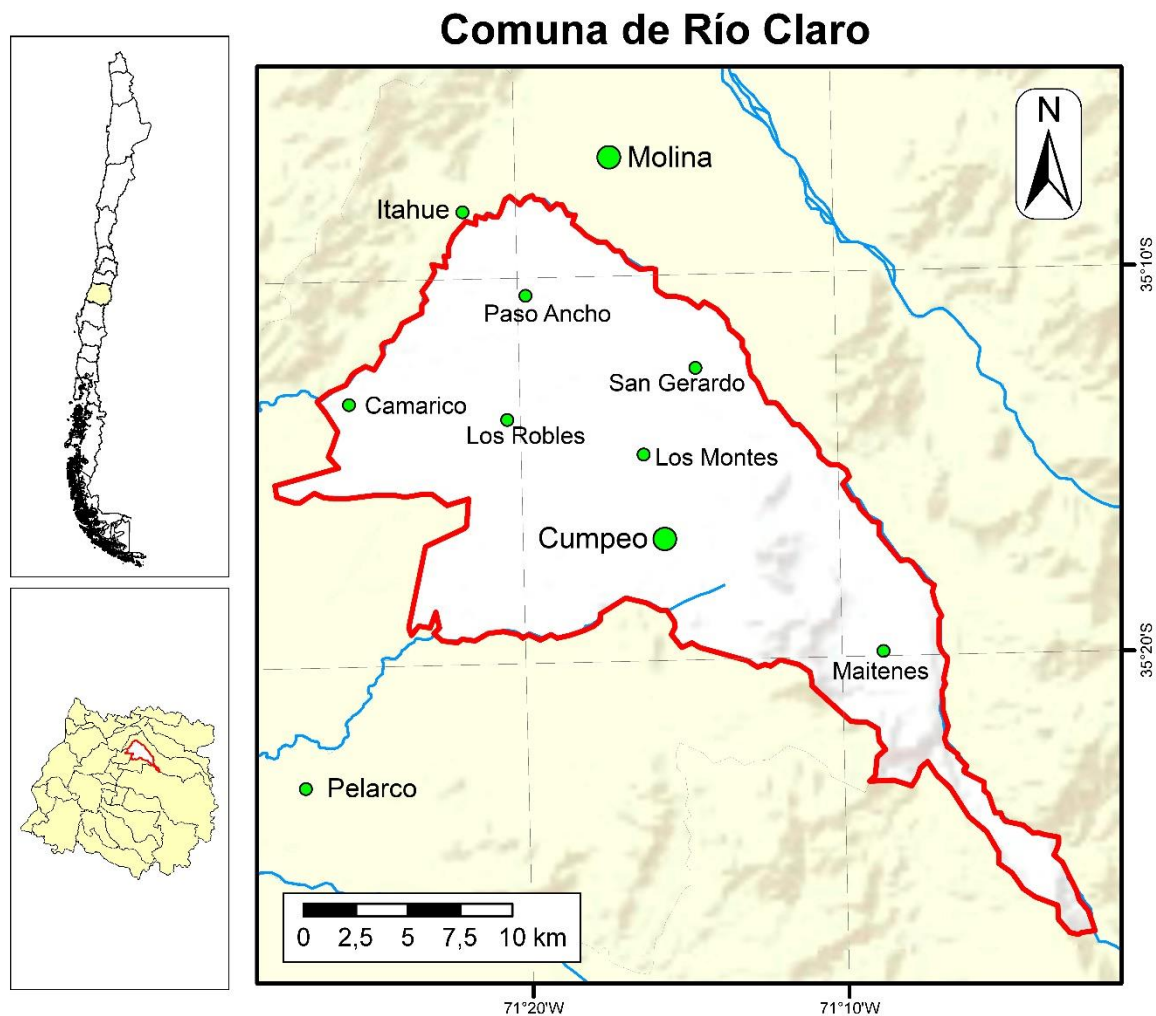 Comuna de Río Claro
N
Molina
Itahue
35°10'S
Paso Ancho
San Gerardo
Camarico
Los Robles
Los Montes
Cumpeo
35°20'S
Maitenes
Pelarco
0 2,5 5 7,5 10 km
71°20'W 71°10'W